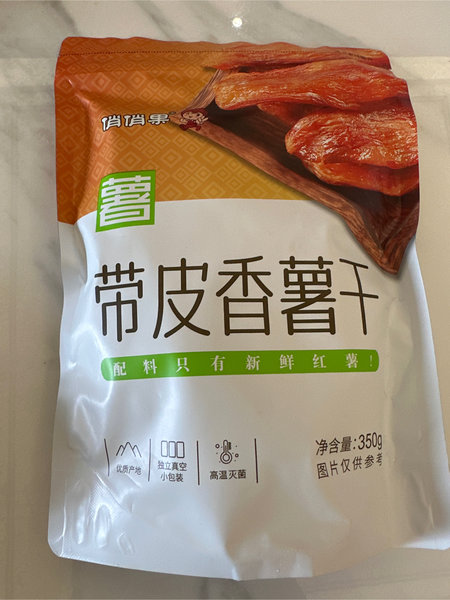 俏俏果
薯
带皮香薯干
配料只有新鲜红薯!
优质产地
独立真空
小包装
高温灭菌
净含量:350g
图片仅供参考